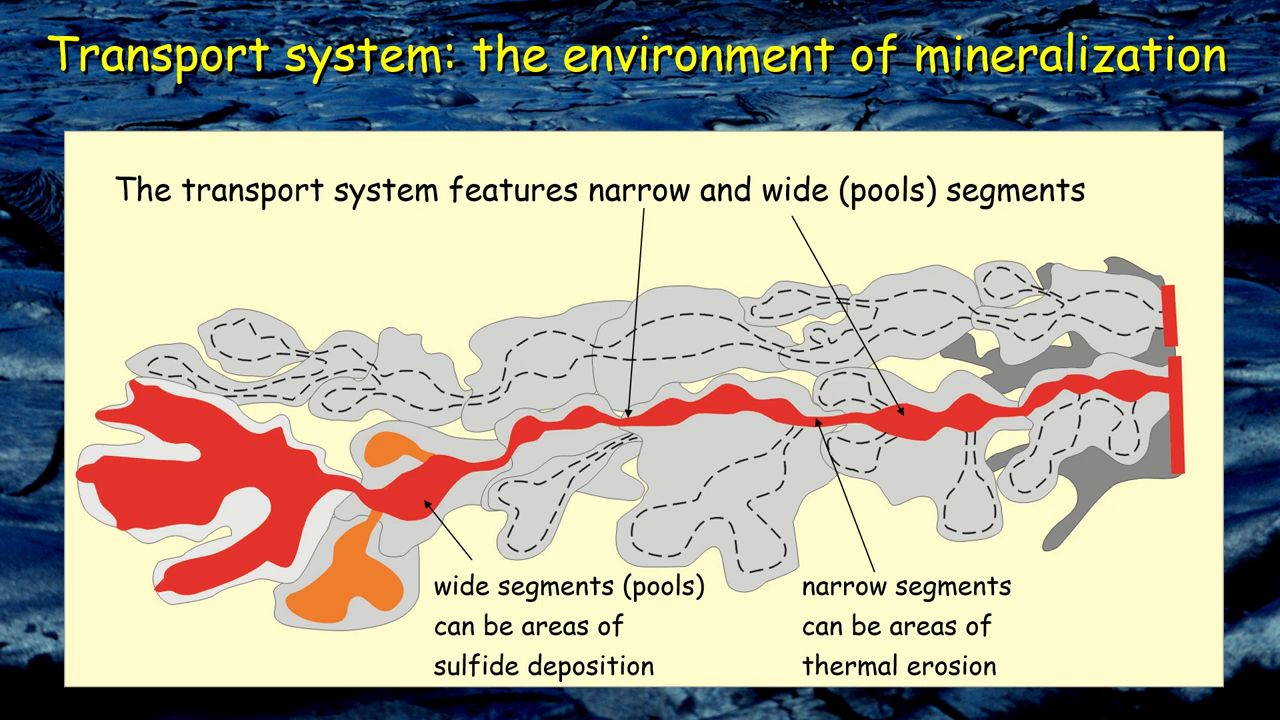 Transport system: the environment of mineralization
The transport system features narrow and wide (pools) segments
wide segments (pools)
can be areas of
sulfide deposition
narrow segments
can be areas of
thermal erosion